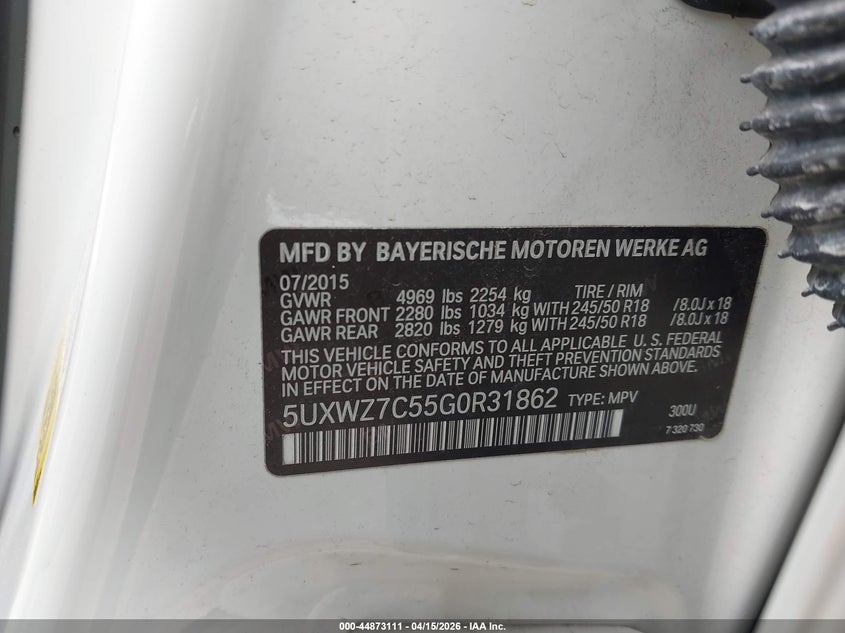 MFD BY BAYERISCHE MOTOREN WERKE AG
07/2015
GVWR 4969 lbs 2254 kg TIRE / RIM
GAWR FRONT 2280 lbs 1034 kg WITH 245/50 R18 /8.0J x 18
GAWR REAR 2820 lbs 1279 kg WITH 245/50 R18 /8.0J x 18
THIS VEHICLE CONFORMS TO ALL APPLICABLE U. S. FEDERAL
MOTOR VEHICLE SAFETY AND THEFT PREVENTION STANDARDS
IN EFFECT ON THE DATE OF MANUFACTURE SHOWN ABOVE
5UXWZ7C55G0R31862 TYPE: MPV 300U
7 320 730
000-44873111 - 04/15/2026 - IAA Inc.